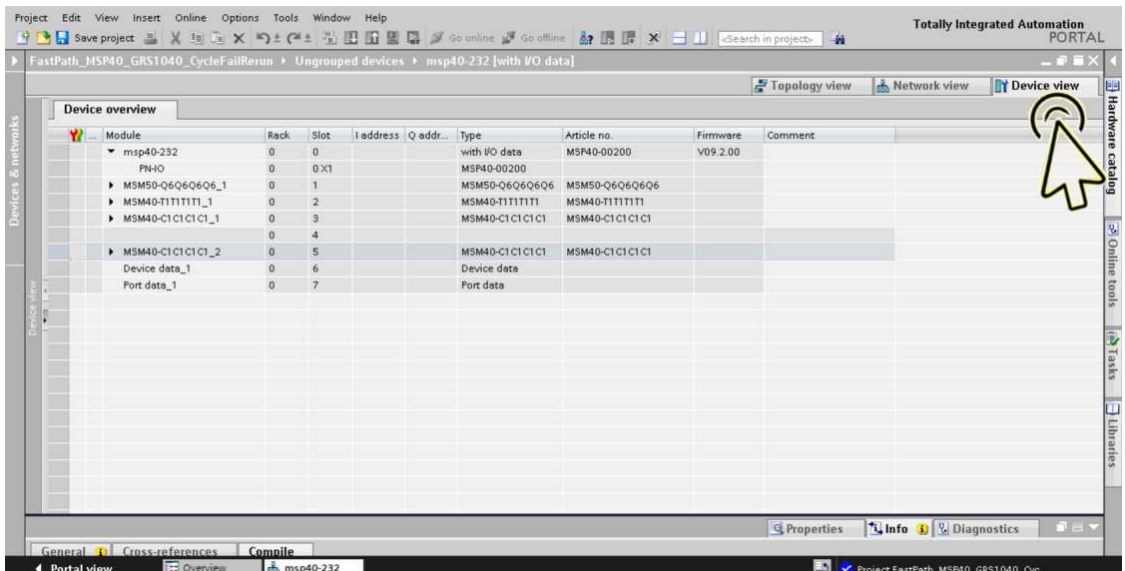 Project Edit View Insert Online Options Tools Window Help
Totally Integrated Automation
PORTAL
Save project Go online Go offline <Search in project>
FastPath_MSP40_GRS1040_CycleFailRerun Ungrouped devices msp40-232 [with I/O data]
Topology view Network view Device view
Device overview
... Module Rack Slot I address Q addr... Type Article no. Firmware Comment
msp40-232 0 0 with I/O data MSP40-00200 V09.2.00
PN-IO 0 0 X1 MSP40-00200
MSM50-Q6Q6Q6Q6_1 0 1 MSM50-Q6Q6Q6Q6 MSM50-Q6Q6Q6Q6
MSM40-T1T1T1T1_1 0 2 MSM40-T1T1T1T1 MSM40-T1T1T1T1
MSM40-C1C1C1C1_1 0 3 MSM40-C1C1C1C1 MSM40-C1C1C1C1
0 4
MSM40-C1C1C1C1_2 0 5 MSM40-C1C1C1C1 MSM40-C1C1C1C1
Device data_1 0 6 Device data
Port data_1 0 7 Port data
Devices & networks
Device view
Hardware catalog
Online tools
Tasks
Libraries
Properties Info Diagnostics
General Cross-references Compile
Portal view Overview msp40-232 Project FastPath_MSP40_GRS1040_Cyc...